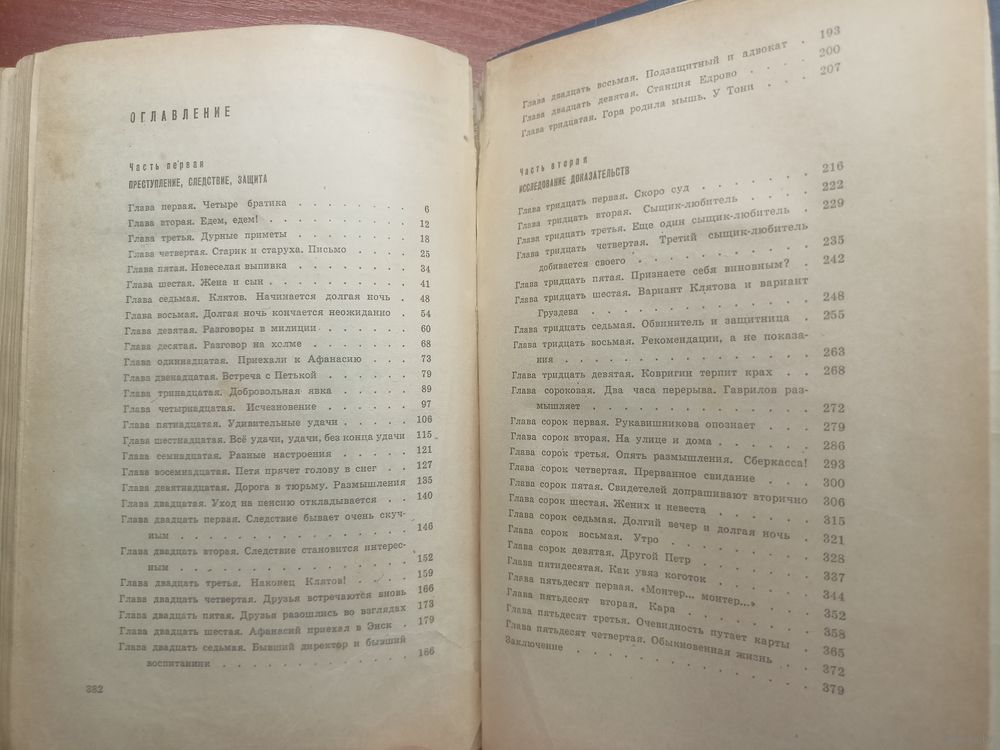 ОГЛАВЛЕНИЕ
Часть первая
ПРЕСТУПЛЕНИЕ, СЛЕДСТВИЕ, ЗАЩИТА
Глава первая. Четыре братика . . . . . . . 6
Глава вторая. Едем, едем! . . . . . . . . 12
Глава третья. Дурные приметы . . . . . . . 18
Глава четвертая. Старик и старуха. Письмо . . . . 25
Глава пятая. Невеселая выпивка . . . . . . . 34
Глава шестая. Жена и сын . . . . . . . . . 41
Глава седьмая. Клятов. Начинается долгая ночь . 48
Глава восьмая. Долгая ночь кончается неожиданно . 54
Глава девятая. Разговоры в милиции . . . . . . 60
Глава десятая. Разговор на холме . . . . . . . 68
Глава одиннадцатая. Приехали к Афанасию . . . 73
Глава двенадцатая. Встреча с Петькой . . . . . 79
Глава тринадцатая. Добровольная явка . . . . . 89
Глава четырнадцатая. Исчезновение . . . . . . 97
Глава пятнадцатая. Удивительные удачи . . . . 106
Глава шестнадцатая. Всё удачи, удачи, без конца удачи 115
Глава семнадцатая. Разные настроения . . . . . 121
Глава восемнадцатая. Петя прячет голову в снег . . 127
Глава девятнадцатая. Дорога в тюрьму. Размышления 135
Глава двадцатая. Уход на пенсию откладывается . . 140
Глава двадцать первая. Следствие бывает очень скуч-
ным . . . . . . . . . . . . . . . 146
Глава двадцать вторая. Следствие становится интерес-
ным . . . . . . . . . . . . . . . 152
Глава двадцать третья. Наконец Клятов! . . . . 159
Глава двадцать четвертая. Друзья встречаются вновь 166
Глава двадцать пятая. Друзья разошлись во взглядах 173
Глава двадцать шестая. Афанасий приехал в Энск . 179
Глава двадцать седьмая. Бывший директор и бывший
воспитанник . . . . . . . . . . . . . 186
382
Глава двадцать восьмая. Подзащитный и адвокат . 193
Глава двадцать девятая. Станция Едрово . . . . 200
Глава тридцатая. Гора родила мышь. У Тони . . . 207
Часть вторая
ИССЛЕДОВАНИЕ ДОКАЗАТЕЛЬСТВ
Глава тридцать первая. Скоро суд . . . . . . . 216
Глава тридцать вторая. Сыщик-любитель . . . . 222
Глава тридцать третья. Еще один сыщик-любитель . 229
Глава тридцать четвертая. Третий сыщик-любитель
добивается своего . . . . . . . . . . . 235
Глава тридцать пятая. Признаете себя виновным? . 242
Глава тридцать шестая. Вариант Клятова и вариант
Груздева . . . . . . . . . . . . . . 248
Глава тридцать седьмая. Обвинитель и защитница . 255
Глава тридцать восьмая. Рекомендации, а не показа-
ния . . . . . . . . . . . . . . . 263
Глава тридцать девятая. Ковригин терпит крах . . 268
Глава сороковая. Два часа перерыва. Гаврилов раз-
мышляет . . . . . . . . . . . . . . 272
Глава сорок первая. Рукавишникова опознает . . . 279
Глава сорок вторая. На улице и дома . . . . . . 286
Глава сорок третья. Опять размышления. Сберкасса! 293
Глава сорок четвертая. Прерванное свидание . . . 300
Глава сорок пятая. Свидетелей допрашивают вторично 306
Глава сорок шестая. Жених и невеста . . . . . . 315
Глава сорок седьмая. Долгий вечер и долгая ночь . 321
Глава сорок восьмая. Утро . . . . . . . . . 328
Глава сорок девятая. Другой Петр . . . . . . . 337
Глава пятидесятая. Как увяз коготок . . . . . . 344
Глава пятьдесят первая. «Монтер... монтер...» . . . 352
Глава пятьдесят вторая. Кара . . . . . . . . 358
Глава пятьдесят третья. Очевидность путает карты . 365
Глава пятьдесят четвертая. Обыкновенная жизнь . . 372
Заключение . . . . . . . . . . . . . 379